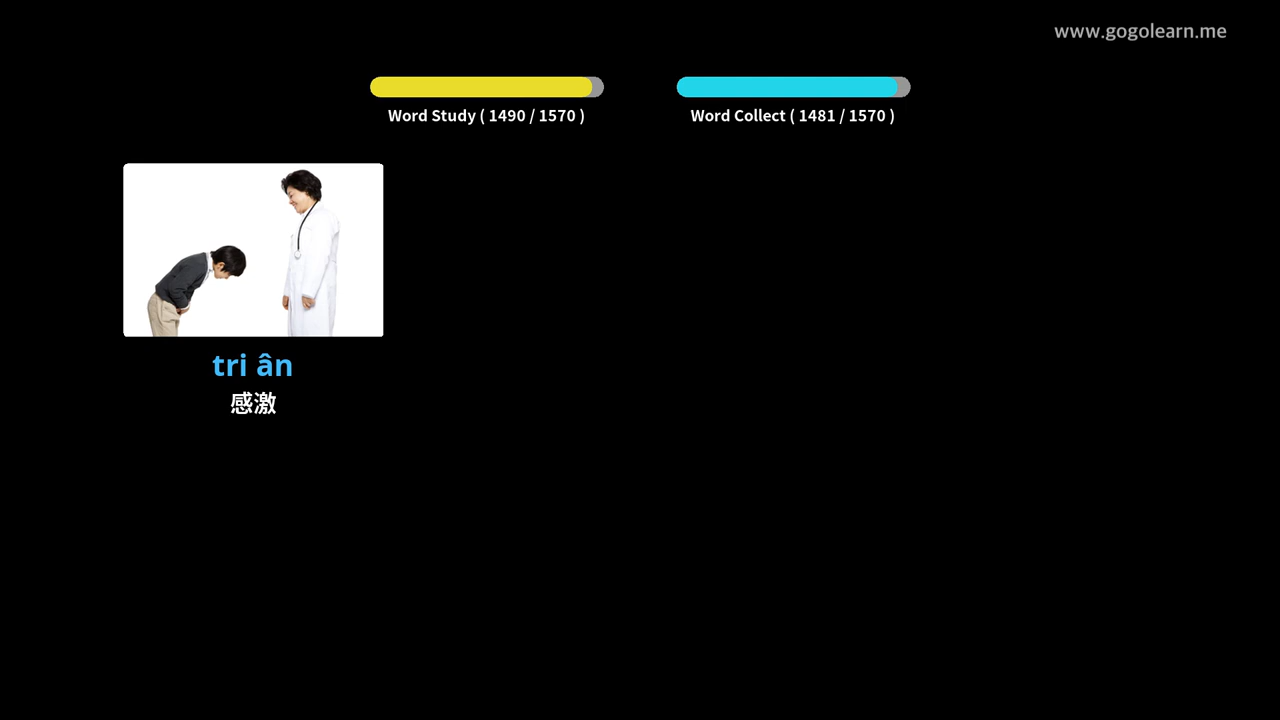 www.gogolearn.me
Word Study ( 1490 / 1570 )
Word Collect ( 1481 / 1570 )
tri ân
感激